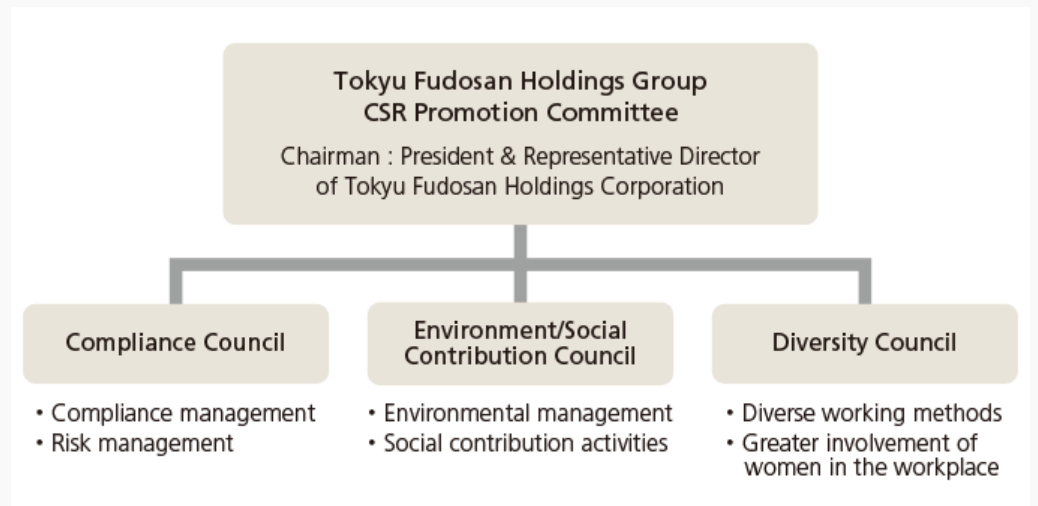 Tokyu Fudosan Holdings Group
CSR Promotion Committee
Chairman : President & Representative Director
of Tokyu Fudosan Holdings Corporation
Compliance Council
• Compliance management
• Risk management
Environment/Social
Contribution Council
• Environmental management
• Social contribution activities
Diversity Council
• Diverse working methods
• Greater involvement of
women in the workplace